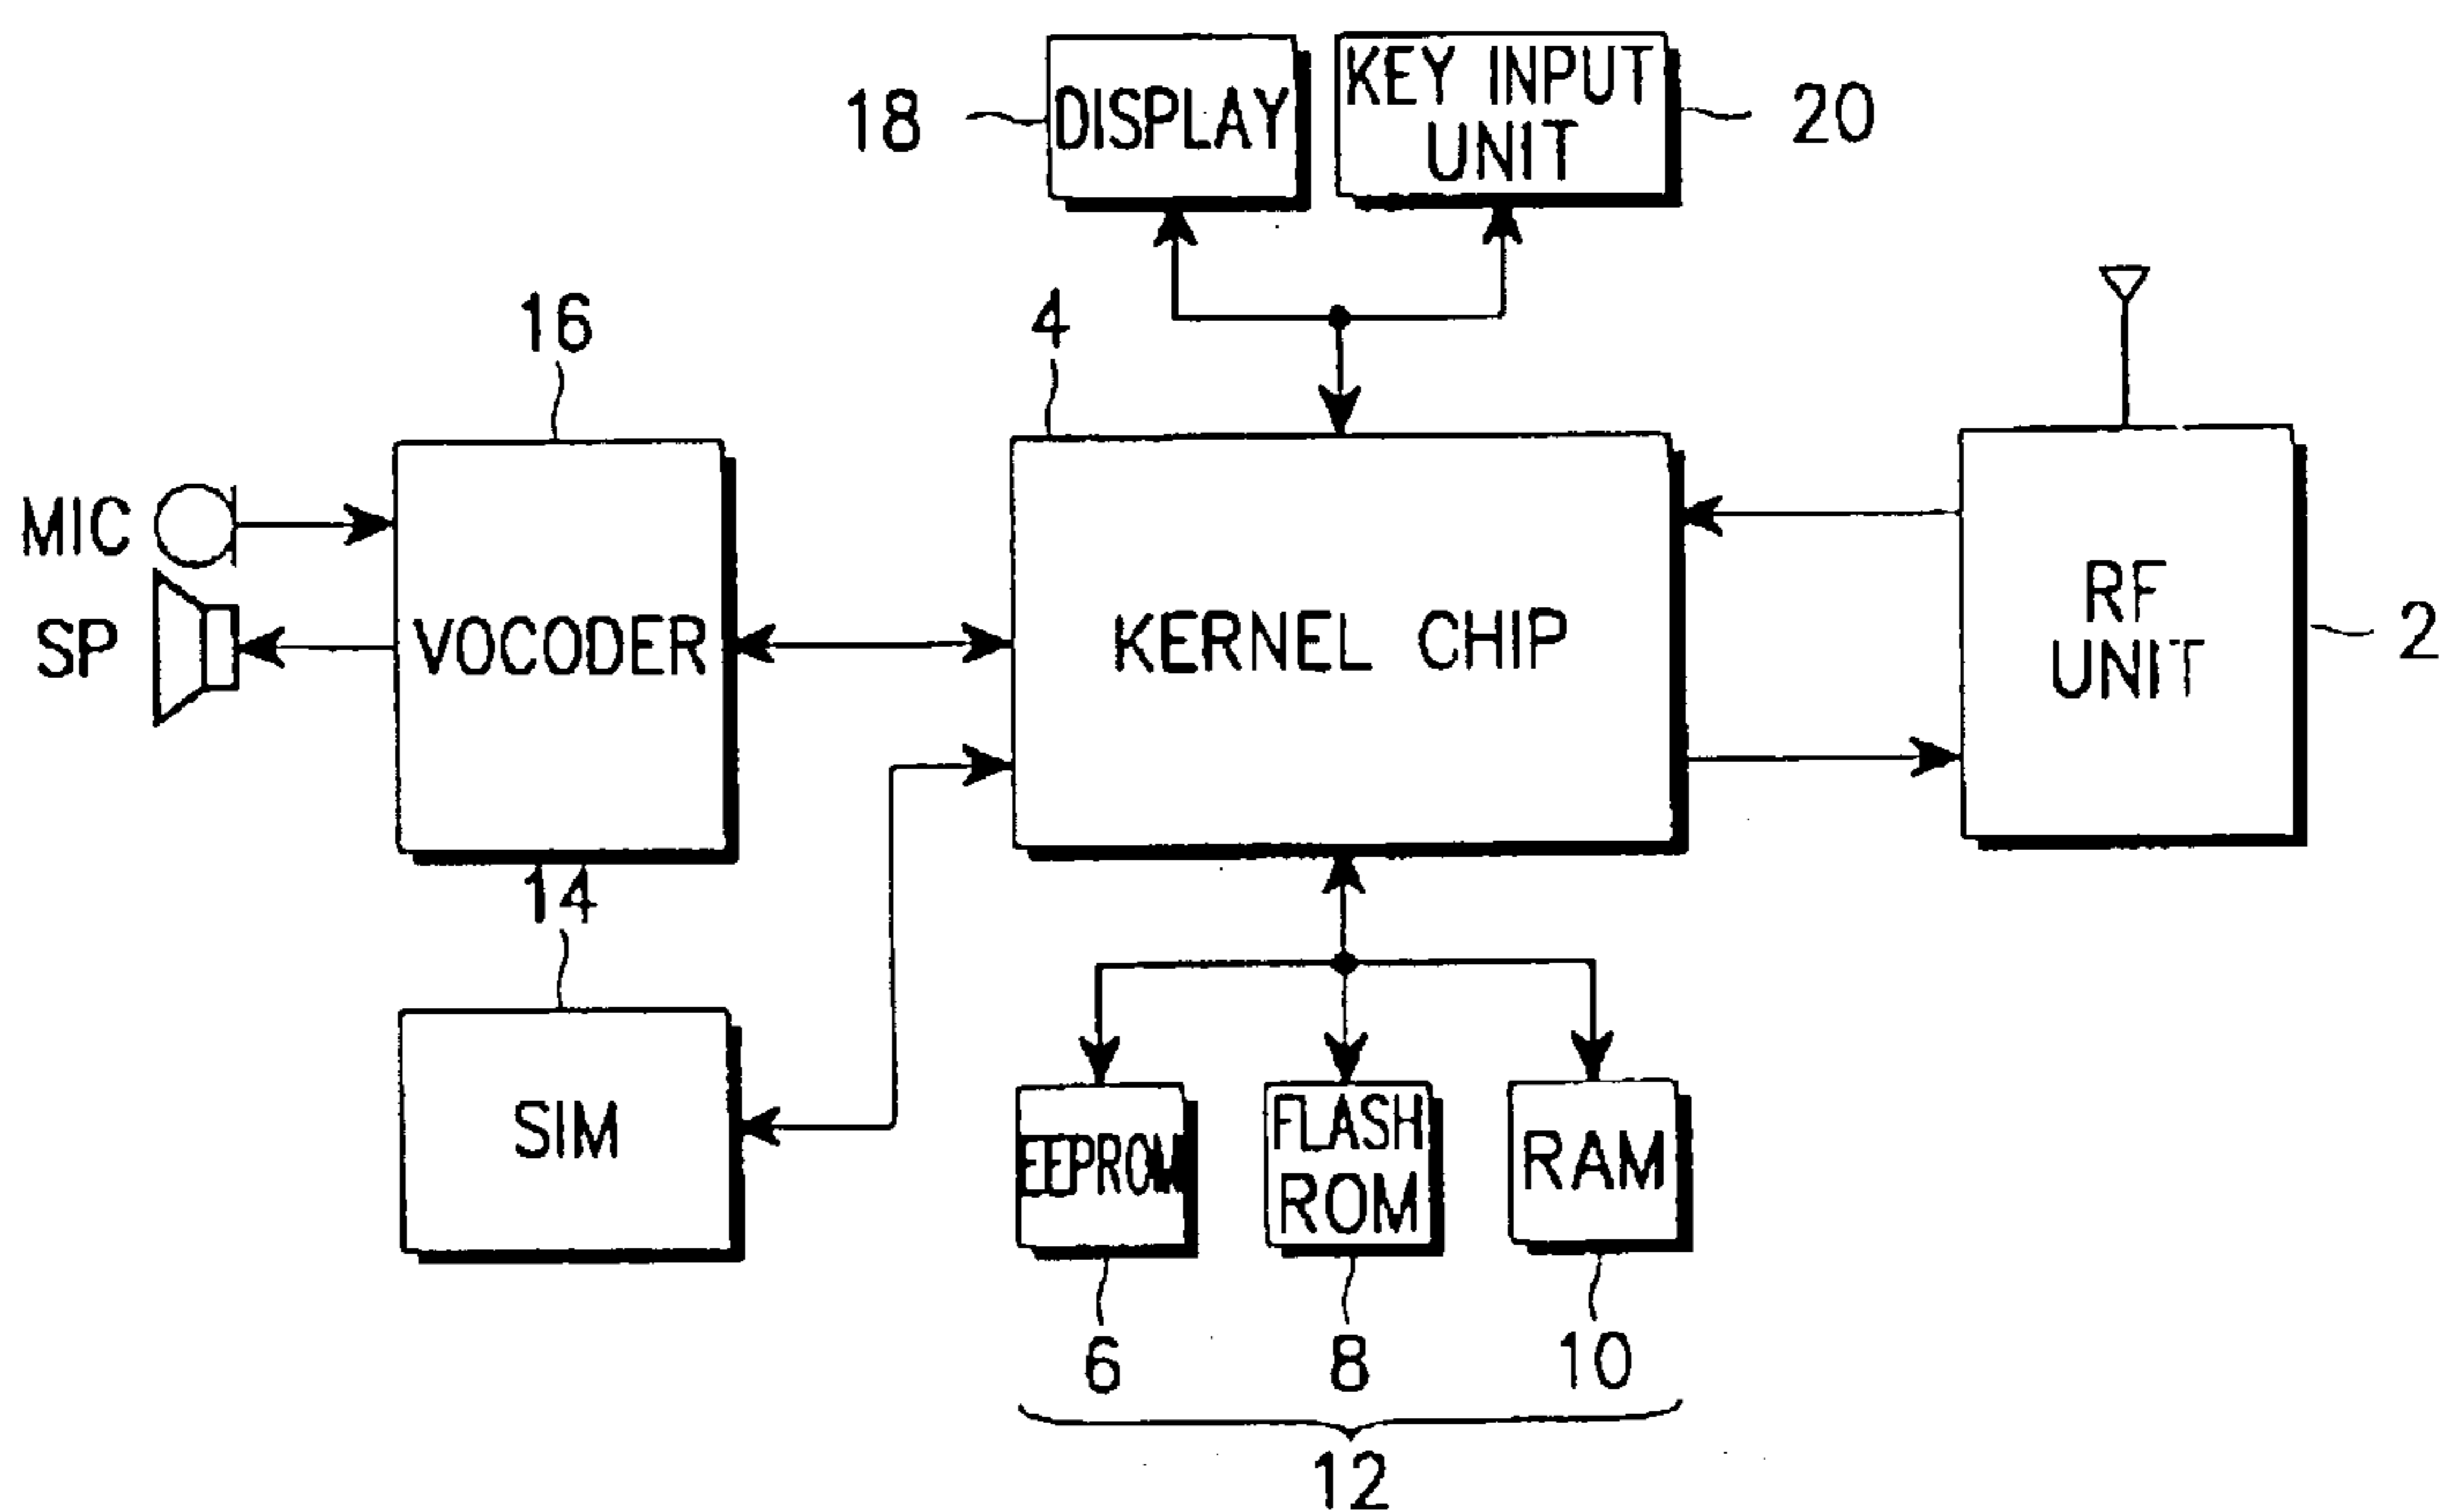 18
DISPLAY
KEY INPUT
UNIT
20
16
4
MIC
SP
VOCODER
KERNEL CHIP
RF
UNIT
2
14
SIM
EEPROM
FLASH
ROM
RAM
6
8
10
12